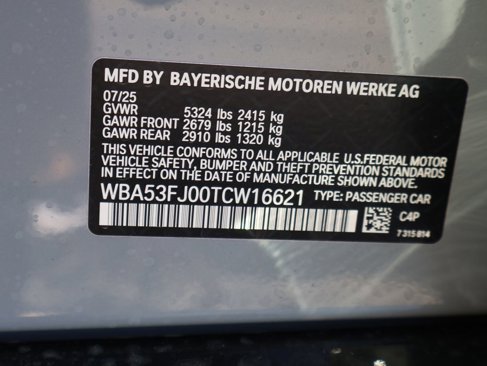 MFD BY BAYERISCHE MOTOREN WERKE AG
07/25
GVWR 5324 lbs 2415 kg
GAWR FRONT 2679 lbs 1215 kg
GAWR REAR 2910 lbs 1320 kg
THIS VEHICLE CONFORMS TO ALL APPLICABLE U.S. FEDERAL MOTOR
VEHICLE SAFETY, BUMPER AND THEFT PREVENTION STANDARDS
IN EFFECT ON THE DATE OF MANUFACTURE SHOWN ABOVE.
WBA53FJ00TCW16621 TYPE: PASSENGER CAR
C4P
7 315 814